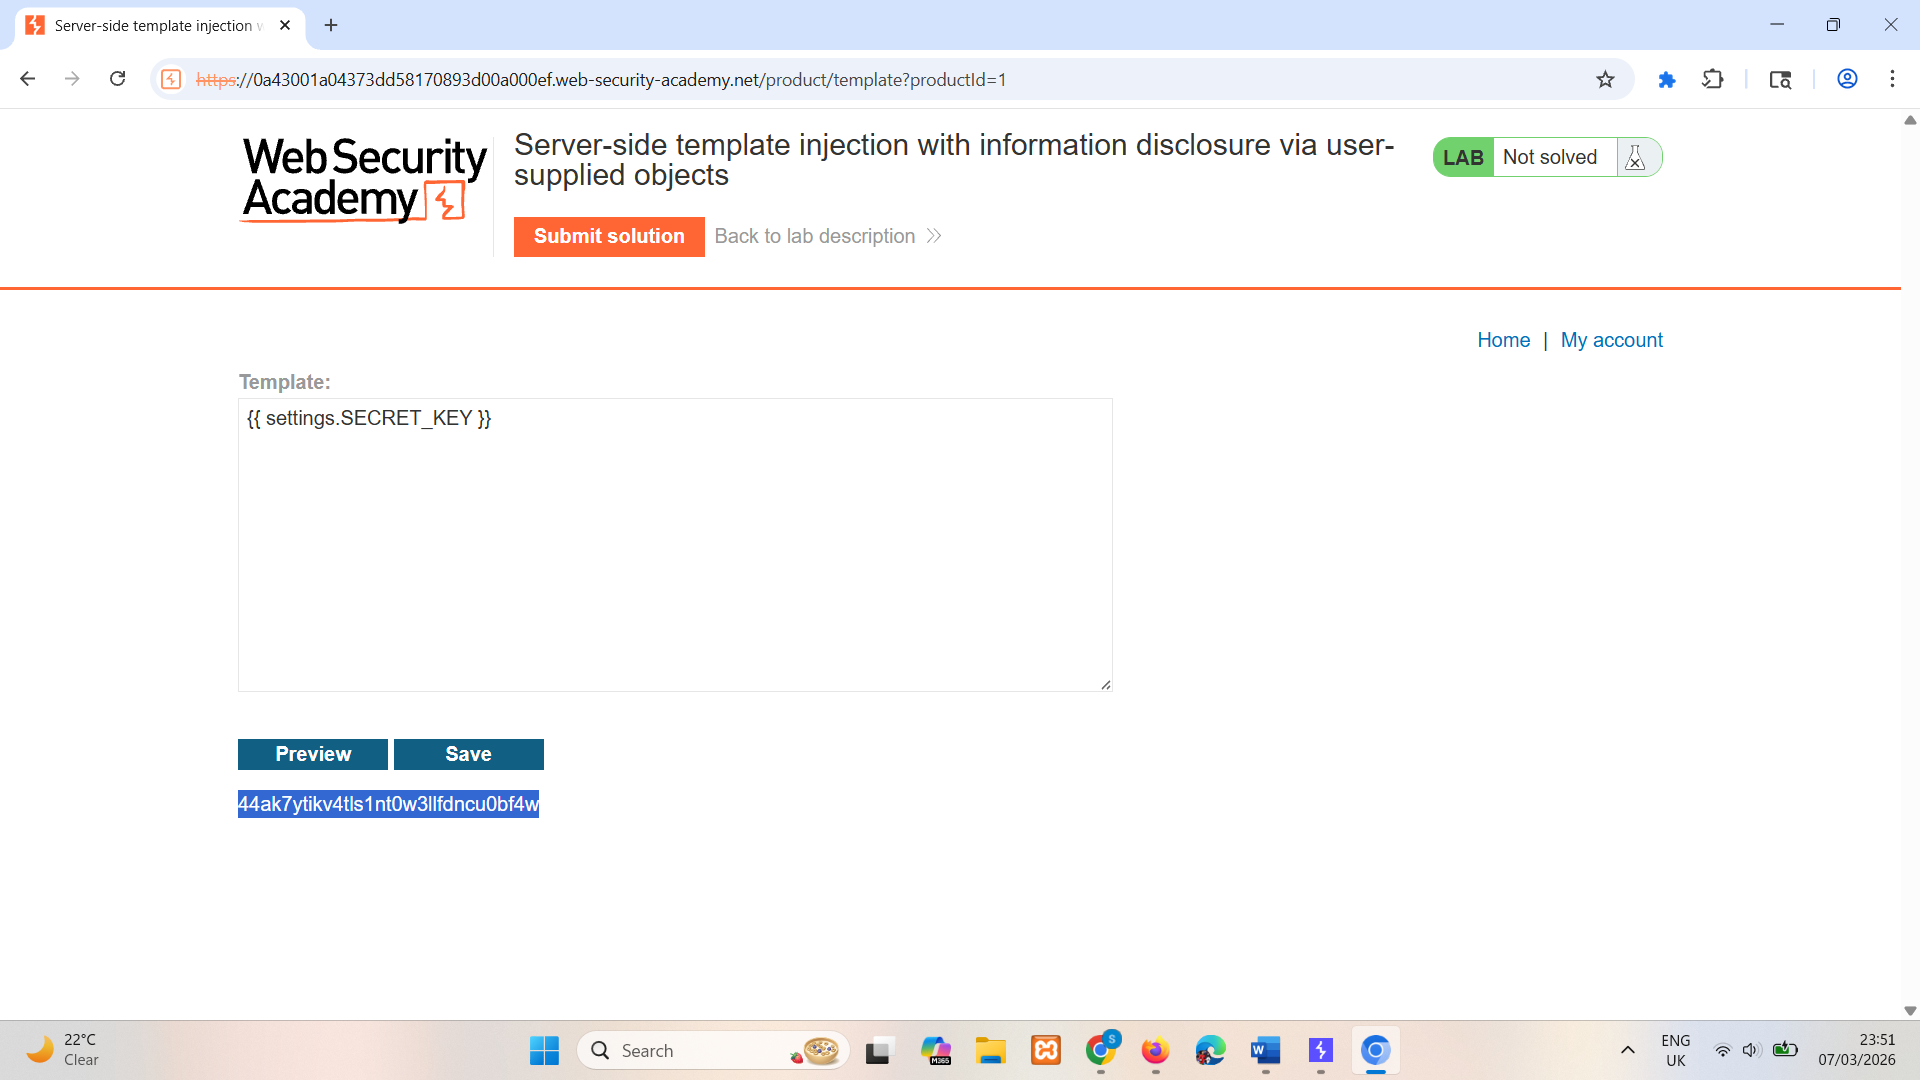 Server-side template injection w
https://0a43001a04373dd58170893d00a000ef.web-security-academy.net/product/template?productId=1
Web Security
Academy
Server-side template injection with information disclosure via user-
supplied objects
LAB Not solved
Submit solution Back to lab description
Home | My account
Template:
{{ settings.SECRET_KEY }}
Preview Save
44ak7ytikv4tls1nt0w3llfdncu0bf4w
22°C
Clear
Search
M365
S
W
ENG
UK
23:51
07/03/2026